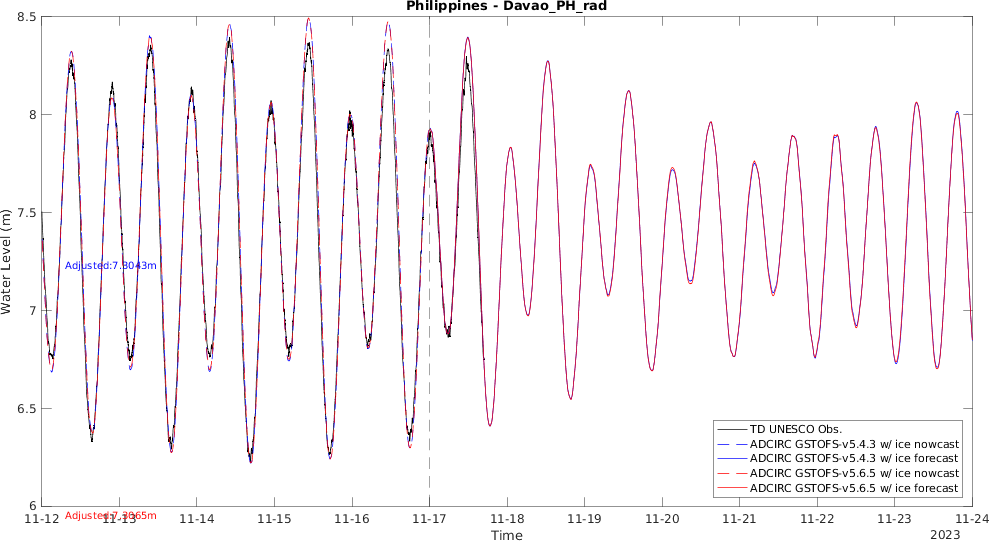 Philippines - Davao_PH_rad
8.5
8
7.5
7
6.5
6
Water Level (m)
Adjusted:7.3043m
Adjusted:7.3065m
TD UNESCO Obs.
ADCIRC GSTOFS-v5.4.3 w/ ice nowcast
ADCIRC GSTOFS-v5.4.3 w/ ice forecast
ADCIRC GSTOFS-v5.6.5 w/ ice nowcast
ADCIRC GSTOFS-v5.6.5 w/ ice forecast
11-12 11-13 11-14 11-15 11-16 11-17 11-18 11-19 11-20 11-21 11-22 11-23 11-24
Time
2023